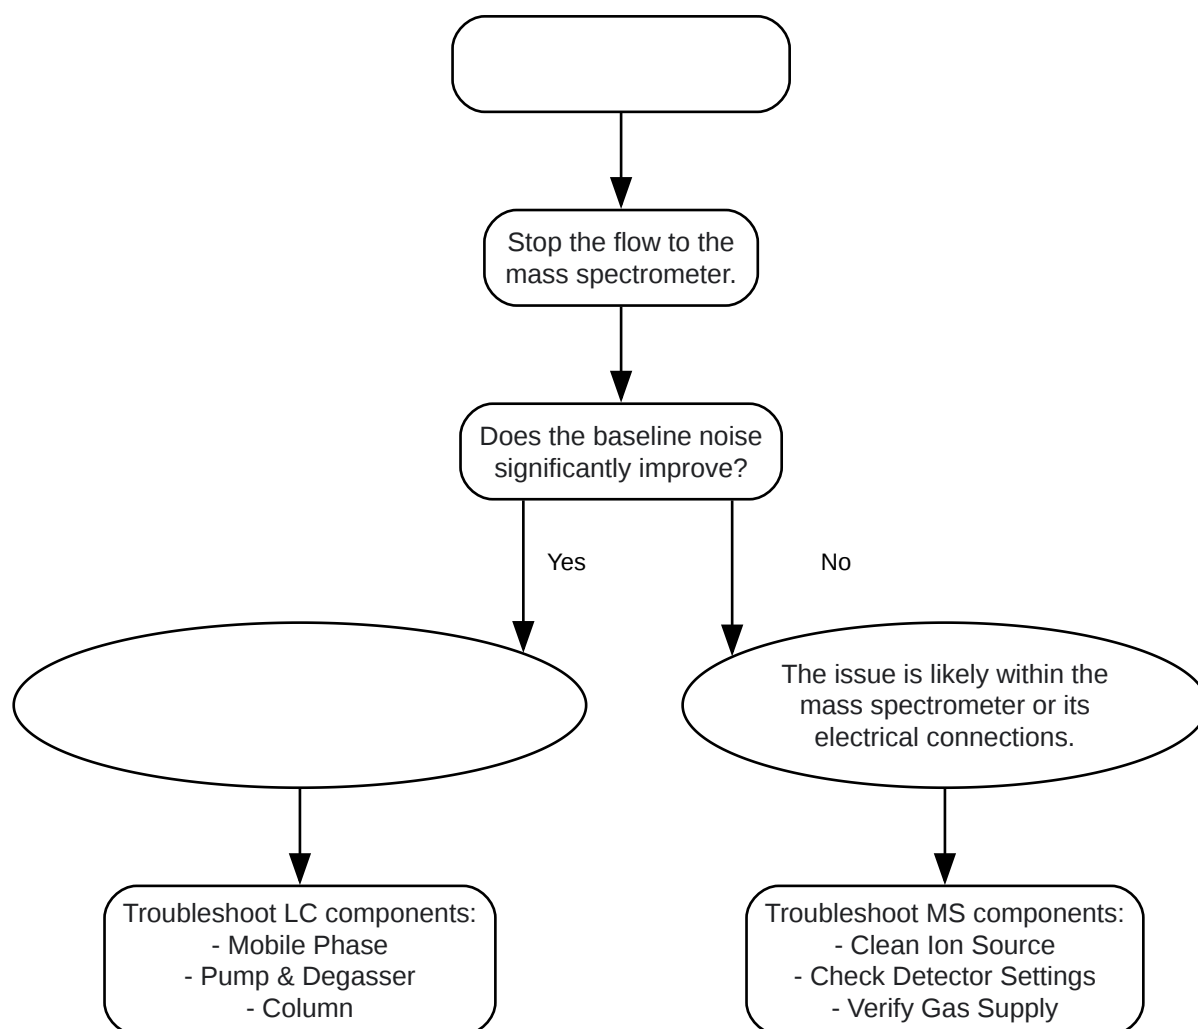 Stop the flow to the
mass spectrometer.
Does the baseline noise
significantly improve?
Yes
No
The issue is likely within the
mass spectrometer or its
electrical connections.
Troubleshoot LC components:
- Mobile Phase
- Pump & Degasser
- Column
Troubleshoot MS components:
- Clean Ion Source
- Check Detector Settings
- Verify Gas Supply